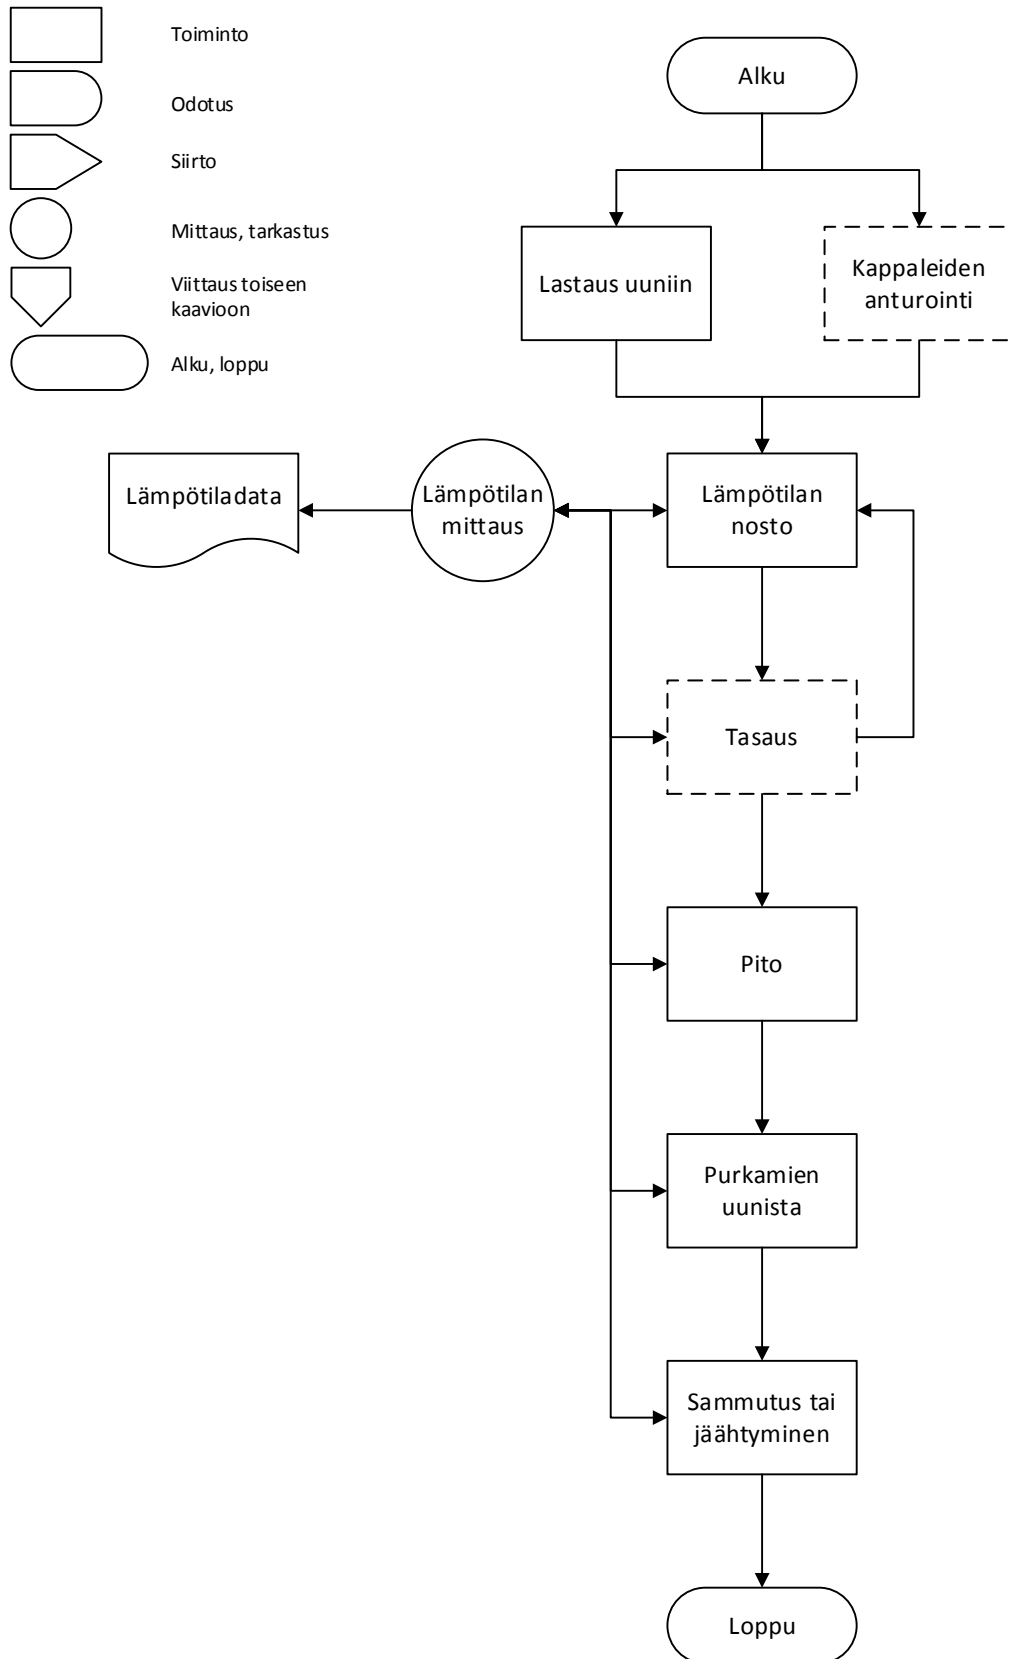 Toiminto
Odotus
Siirto
Mittaus, tarkastus
Viittaus toiseen
kaavioon
Alku, loppu
Alku
Lastaus uuniin
Kappaleiden
anturointi
Lämpötiladata
Lämpötilan
mittaus
Lämpötilan
nosto
Tasaus
Pito
Purkamien
uunista
Sammutus tai
jäähtyminen
Loppu